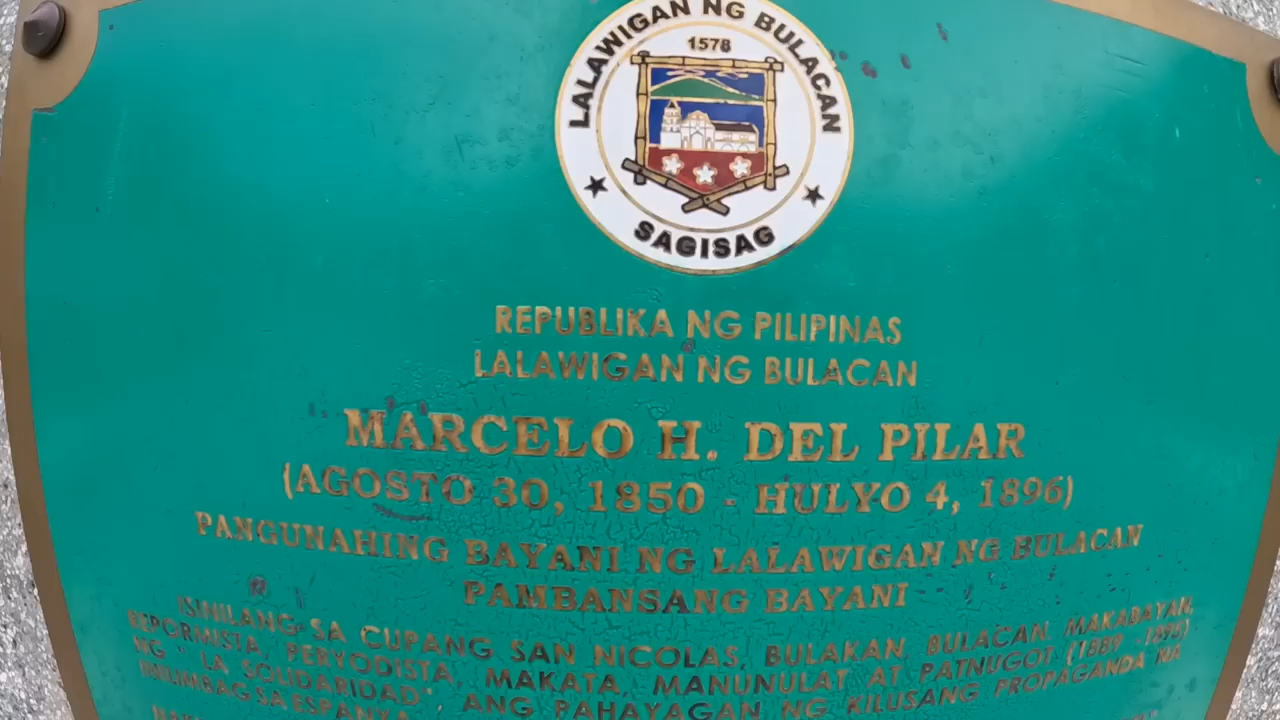 LALAWIGAN NG BULACAN
1578
SAGISAG
REPUBLIKA NG PILIPINAS
LALAWIGAN NG BULACAN
MARCELO H. DEL PILAR
(AGOSTO 30, 1850 - HULYO 4, 1896)
PANGUNAHING BAYANI NG LALAWIGAN NG BULACAN
PAMBANSANG BAYANI
ISINILANG SA CUPANG SAN NICOLAS, BULAKAN, BULACAN. MAKABAYAN,
REPORMISTA, PERYODISTA, MAKATA, MANUNULAT AT PATNUGOT (1889 - 1895)
NG "LA SOLIDARIDAD", ANG PAHAYAGAN NG KILUSANG PROPAGANDA NA
INILIMBAG SA ESPANYA